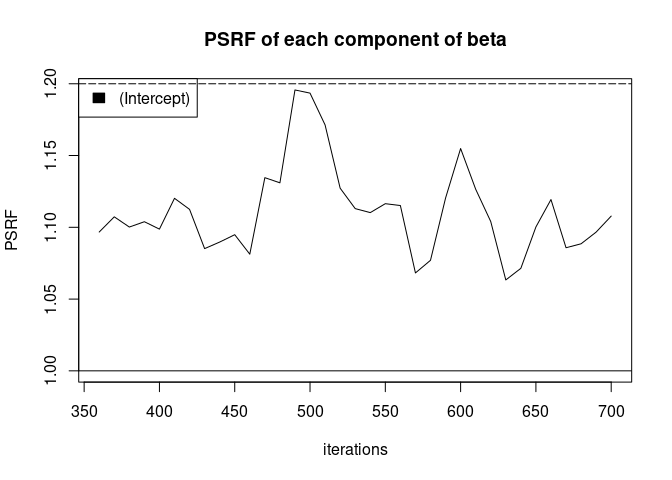 PSRF of each component of beta
(Intercept)
PSRF
1.20
1.15
1.10
1.05
1.00
350 400 450 500 550 600 650 700
iterations